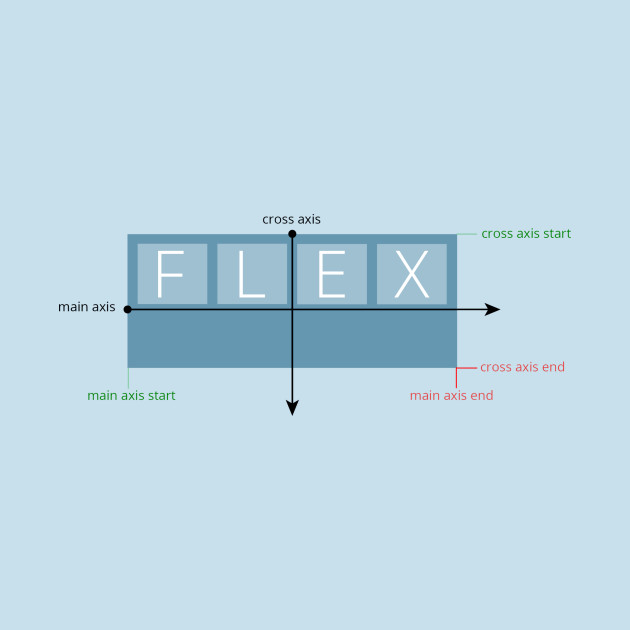 cross axis
cross axis start
F L E X
main axis
cross axis end
main axis start
main axis end